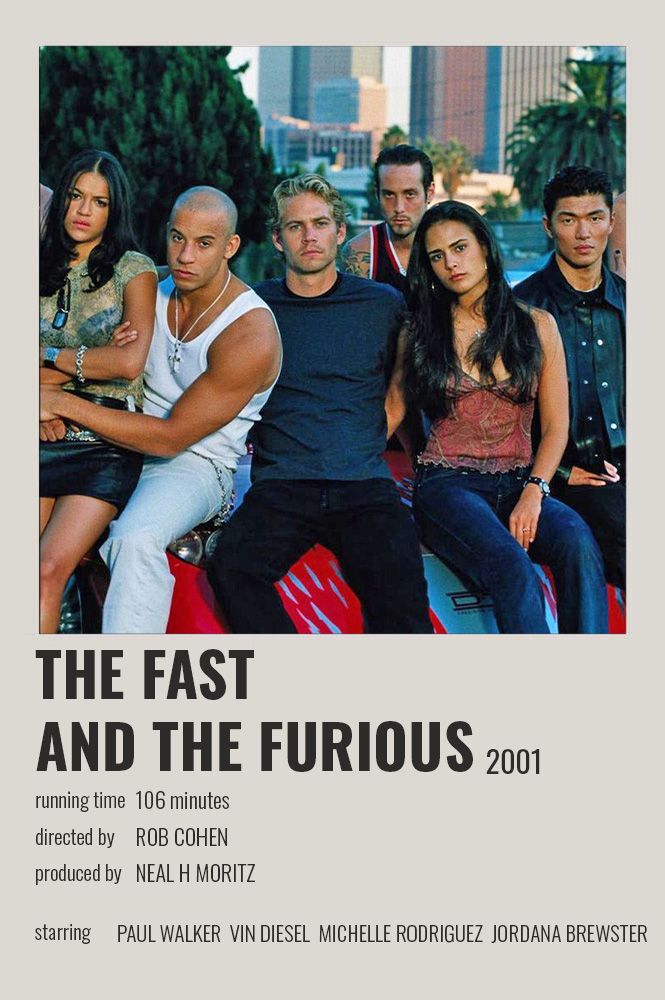 THE FAST
AND THE FURIOUS 2001
running time 106 minutes
directed by ROB COHEN
produced by NEAL H MORITZ
starring PAUL WALKER VIN DIESEL MICHELLE RODRIGUEZ JORDANA BREWSTER